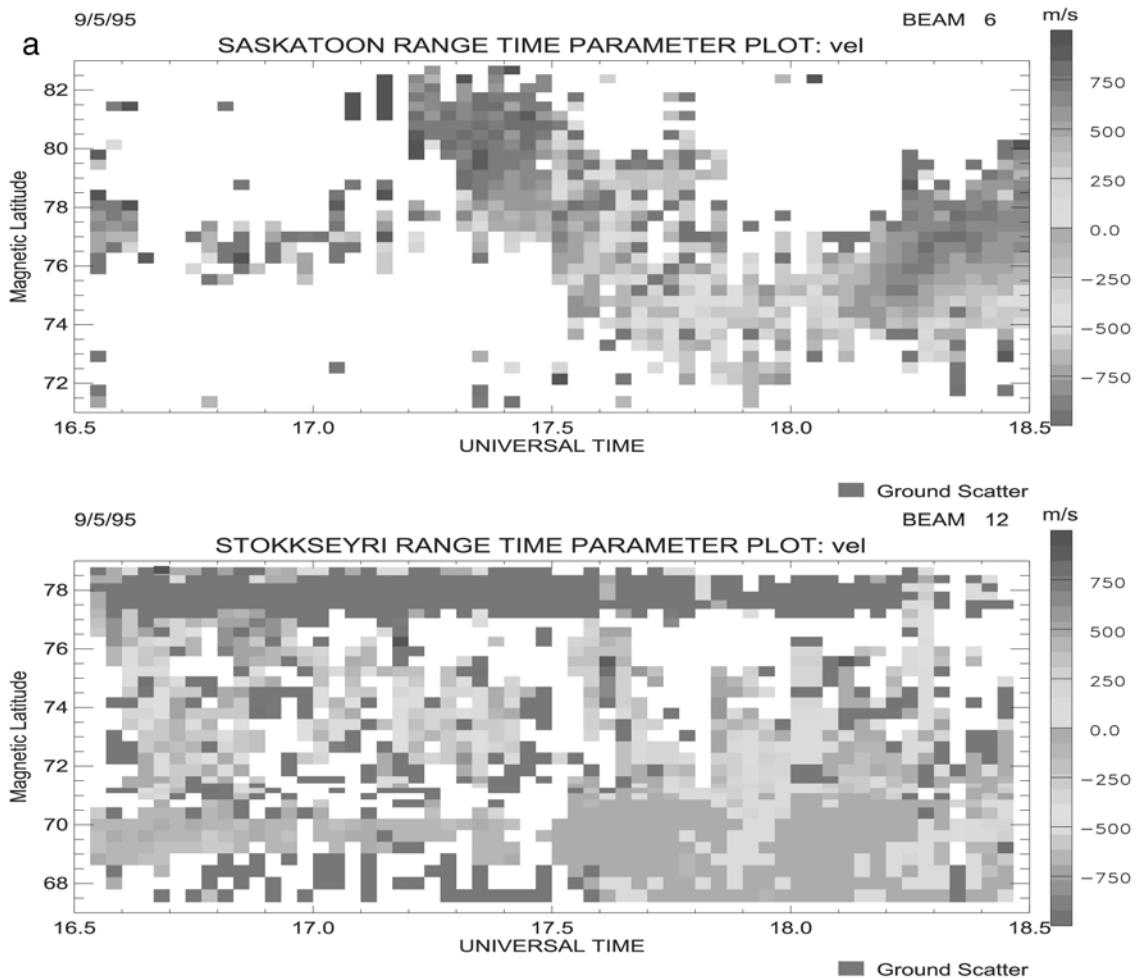 9/5/95 BEAM 6 m/s
a
SASKATOON RANGE TIME PARAMETER PLOT: vel
Magnetic Latitude
82
80
78
76
74
72
16.5 17.0 17.5 18.0 18.5
UNIVERSAL TIME
750
500
250
0.0
−250
−500
−750
Ground Scatter
9/5/95 BEAM 12 m/s
STOKKSEYRI RANGE TIME PARAMETER PLOT: vel
Magnetic Latitude
78
76
74
72
70
68
16.5 17.0 17.5 18.0 18.5
UNIVERSAL TIME
750
500
250
0.0
−250
−500
−750
Ground Scatter